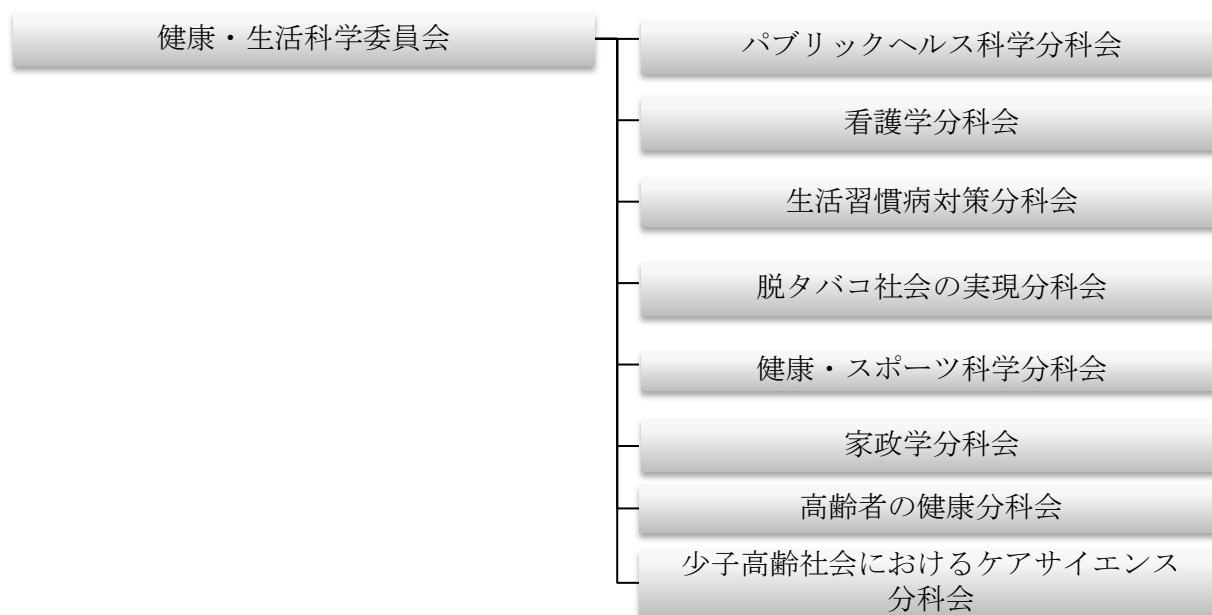 健康・生活科学委員会
パブリックヘルス科学分科会
看護学分科会
生活習慣病対策分科会
脱タバコ社会の実現分科会
健康・スポーツ科学分科会
家政学分科会
高齢者の健康分科会
少子高齢社会におけるケアサイエンス
分科会